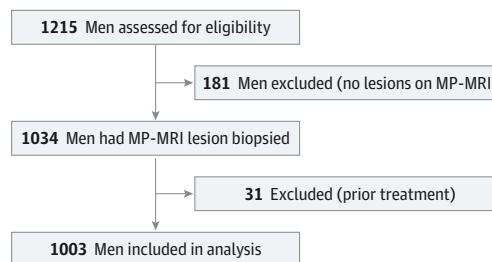 1215 Men assessed for eligibility
181 Men excluded (no lesions on MP-MRI
1034 Men had MP-MRI lesion biopsied
31 Excluded (prior treatment)
1003 Men included in analysis